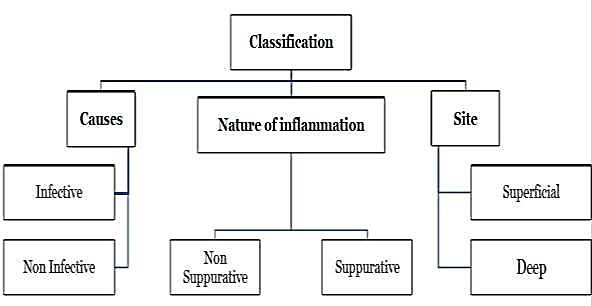 Classification
Causes
Nature of inflammation
Site
Infective
Superficial
Non Infective
Non
Suppurative
Suppurative
Deep